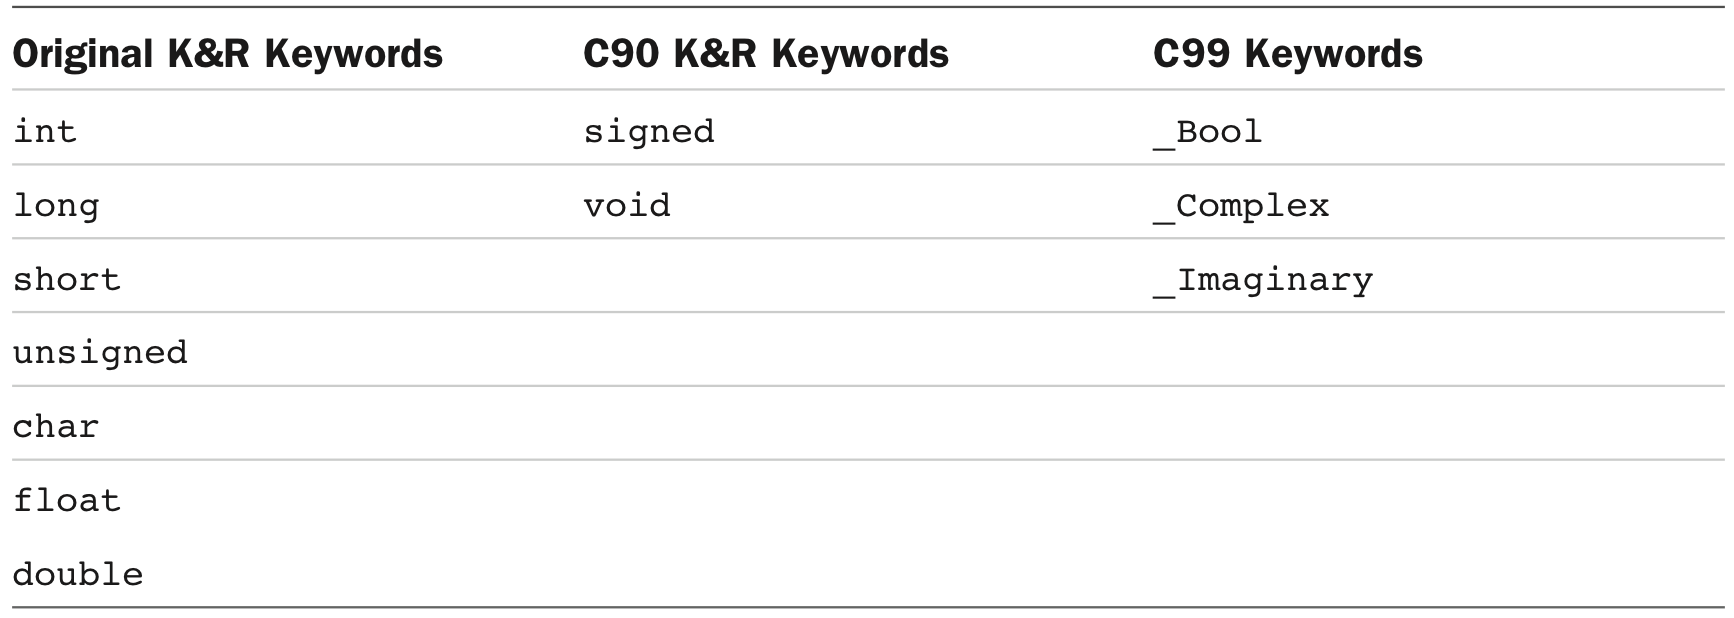 Original K&R Keywords C90 K&R Keywords C99 Keywords
int signed _Bool
long void _Complex
short _Imaginary
unsigned
char
float
double